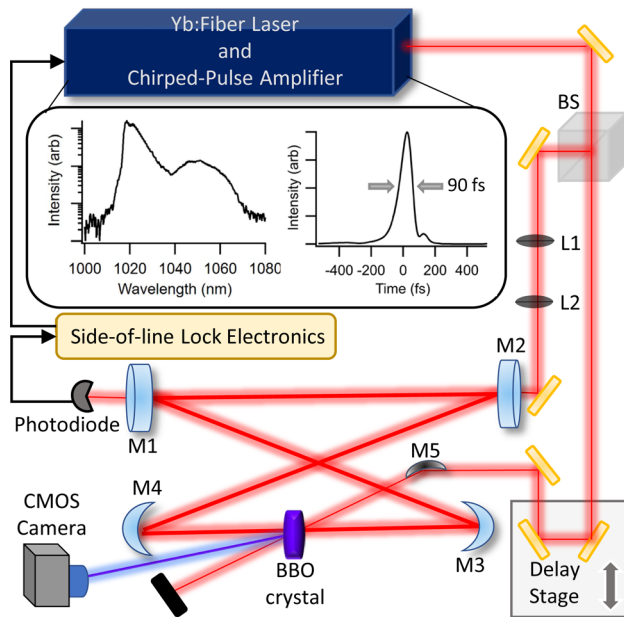 Yb:Fiber Laser
and
Chirped-Pulse Amplifier
BS
Intensity (arb)
1000 1020 1040 1060 1080
Wavelength (nm)
Intensity (arb)
90 fs
-400 -200 0 200 400
Time (fs)
L1
L2
Side-of-line Lock Electronics
M2
Photodiode
M1
M5
M4
CMOS
Camera
M3
BBO
crystal
Delay
Stage